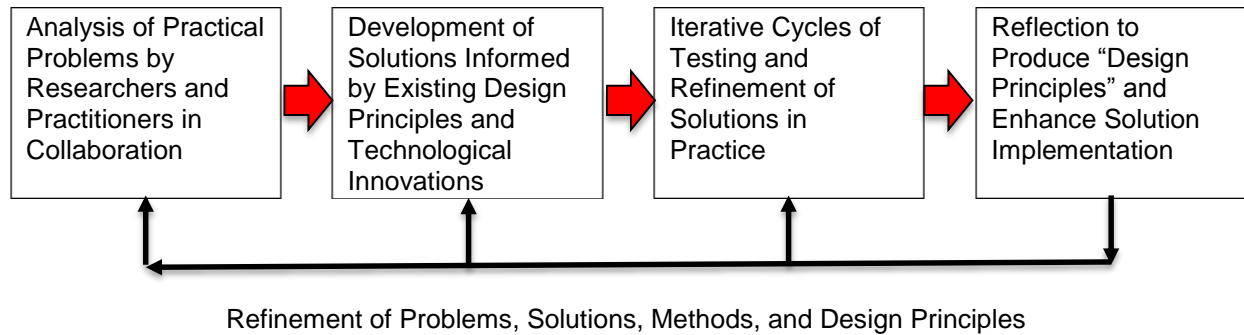 Analysis of Practical
Problems by
Researchers and
Practitioners in
Collaboration
Development of
Solutions Informed
by Existing Design
Principles and
Technological
Innovations
Iterative Cycles of
Testing and
Refinement of
Solutions in
Practice
Reflection to
Produce “Design
Principles” and
Enhance Solution
Implementation
Refinement of Problems, Solutions, Methods, and Design Principles